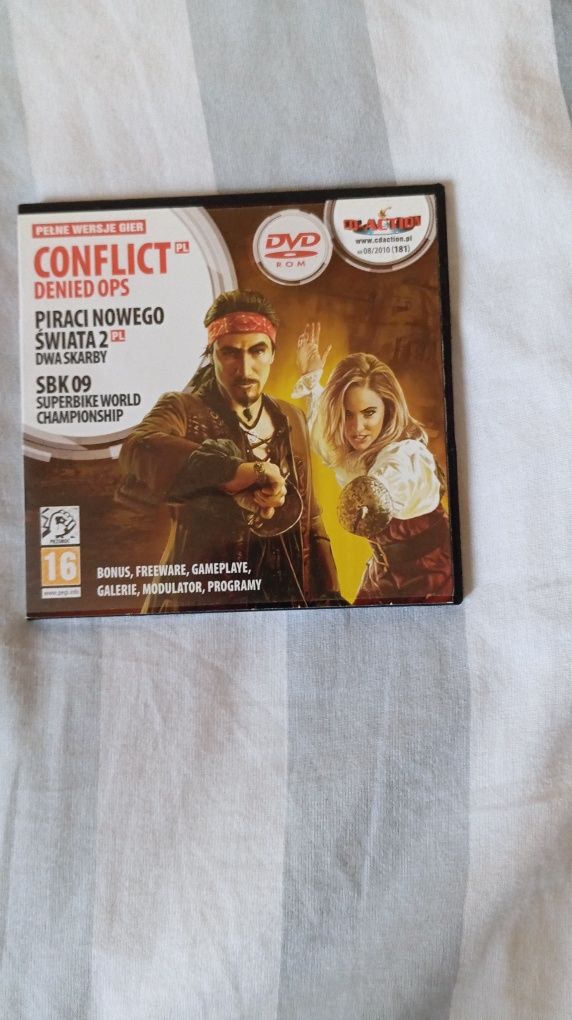 PEŁNE WERSJE GIER
CONFLICT PL
DENIED OPS
PIRACI NOWEGO
ŚWIATA 2 PL
DWA SKARBY
SBK 09
SUPERBIKE WORLD
CHAMPIONSHIP
DVD
ROM
CD-ACTION
www.cdaction.pl
08/2010 (181)
PRZEMOC
16
www.pegi.info
BONUS, FREEWARE, GAMEPLAYE,
GALERIE, MODULATOR, PROGRAMY